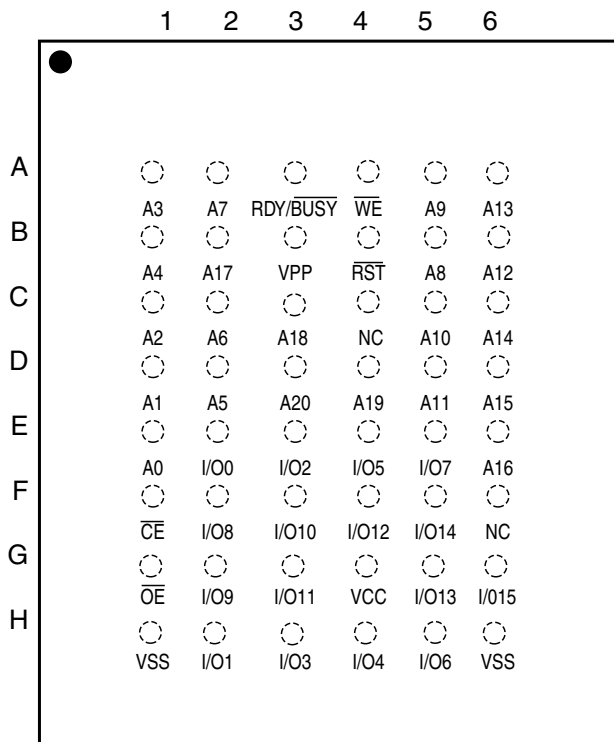 1 2 3 4 5 6
A
A3 A7 RDY/BUSY WE A9 A13
B
A4 A17 VPP RST A8 A12
C
A2 A6 A18 NC A10 A14
D
A1 A5 A20 A19 A11 A15
E
A0 I/O0 I/O2 I/O5 I/O7 A16
F
CE I/O8 I/O10 I/O12 I/O14 NC
G
OE I/O9 I/O11 VCC I/O13 I/015
H
VSS I/O1 I/O3 I/O4 I/O6 VSS